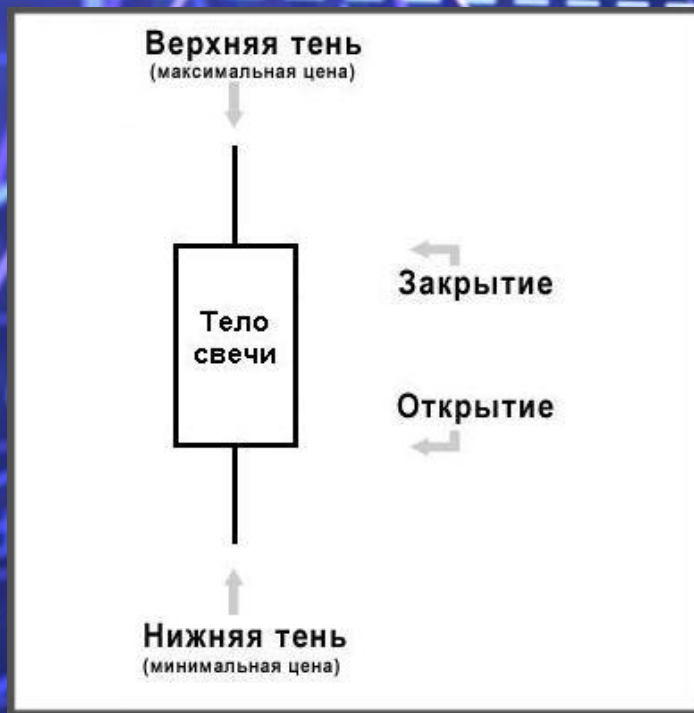 Верхняя тень
(максимальная цена)
Закрытие
Тело
свечи
Открытие
Нижняя тень
(минимальная цена)